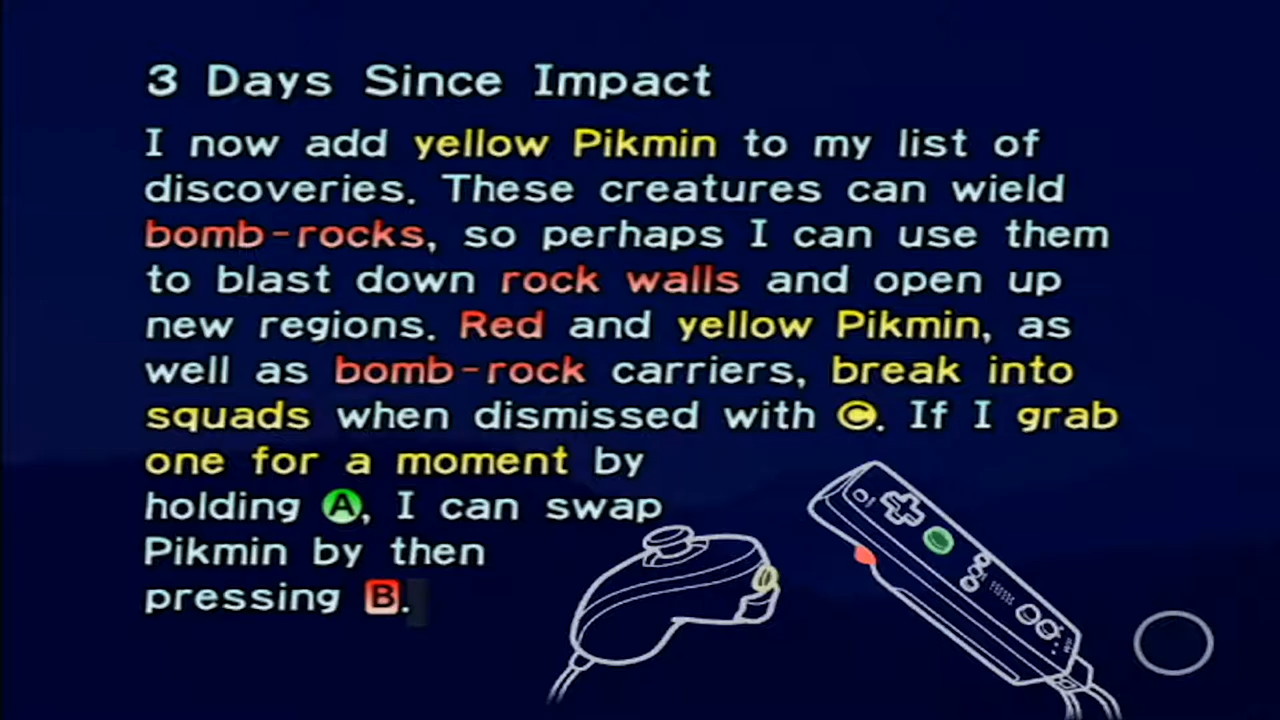 3 Days Since Impact
I now add yellow Pikmin to my list of
discoveries. These creatures can wield
bomb-rocks, so perhaps I can use them
to blast down rock walls and open up
new regions. Red and yellow Pikmin, as
well as bomb-rock carriers, break into
squads when dismissed with C. If I grab
one for a moment by
holding A, I can swap
Pikmin by then
pressing B.